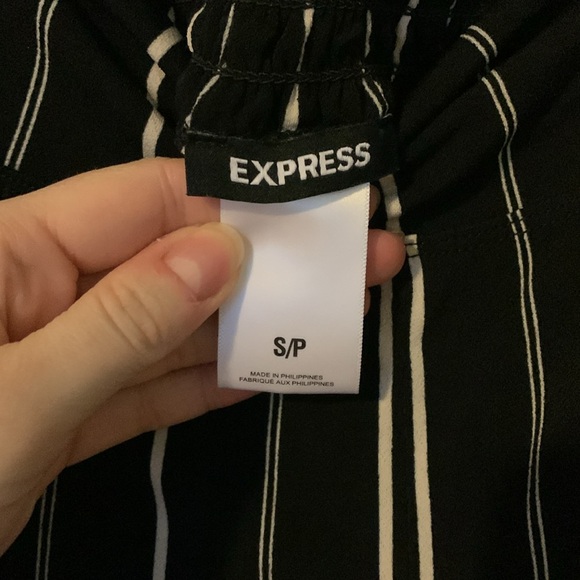 EXPRESS
S/P
MADE IN PHILIPPINES
FABRIQUÉ AUX PHILIPPINES